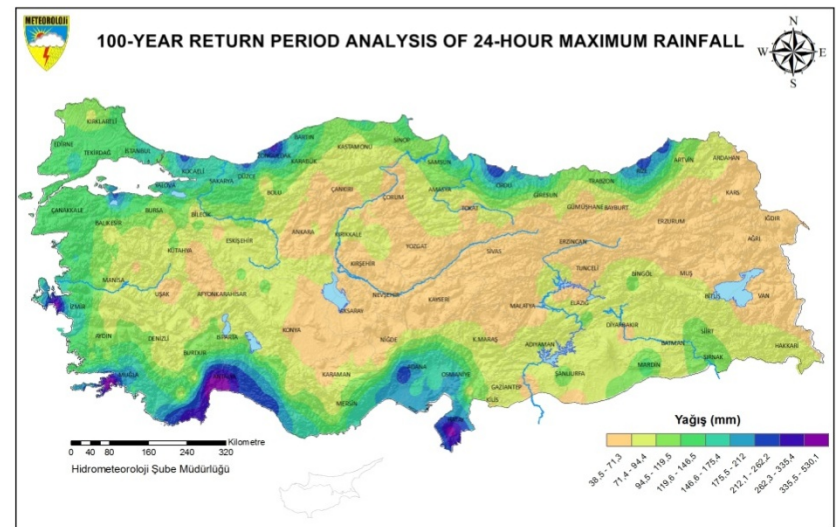 METEOROLOJİ
100-YEAR RETURN PERIOD ANALYSIS OF 24-HOUR MAXIMUM RAINFALL
N
W E
S
KIRKLARELİ
EDİRNE
TEKİRDAĞ İSTANBUL
KOCAELİ
YALOVA
SAKARYA
DÜZCE
ZONGULDAK
BARTIN
KARABÜK
KASTAMONU
SİNOP
SAMSUN
ORDU
GİRESUN
TRABZON
RİZE
ARTVİN
ARDAHAN
ÇANAKKALE
BALIKESİR
BURSA
BİLECİK
BOLU
ÇANKIRI
ÇORUM
AMASYA
TOKAT
GÜMÜŞHANE BAYBURT
KARS
ESKİŞEHİR
ANKARA
KIRIKKALE
YOZGAT
SİVAS
ERZİNCAN
ERZURUM
IĞDIR
AĞRI
KÜTAHYA
MANİSA
UŞAK
AFYONKARAHİSAR
KIRŞEHİR
NEVŞEHİR
KAYSERİ
TUNCELİ
BİNGÖL
MUŞ
BİTLİS
VAN
İZMİR
AKSARAY
MALATYA
ELAZIĞ
AYDIN
DENİZLİ
ISPARTA
KONYA
NİĞDE
K.MARAŞ
ADIYAMAN
DİYARBAKIR
BATMAN
SİİRT
HAKKARİ
BURDUR
MUĞLA
KARAMAN
ADANA
OSMANİYE
GAZİANTEP
ŞANLIURFA
MARDİN
ŞIRNAK
MERSİN
KİLİS
Yağış (mm)
38,5 - 71,3
71,4 - 94,4
94,5 - 119,5
119,6 - 146,5
146,6 - 175,4
175,5 - 212
212,1 - 262,2
262,3 - 335,4
335,5 - 530,1
Kilometre
0 40 80 160 240 320
Hidrometeoroloji Şube Müdürlüğü